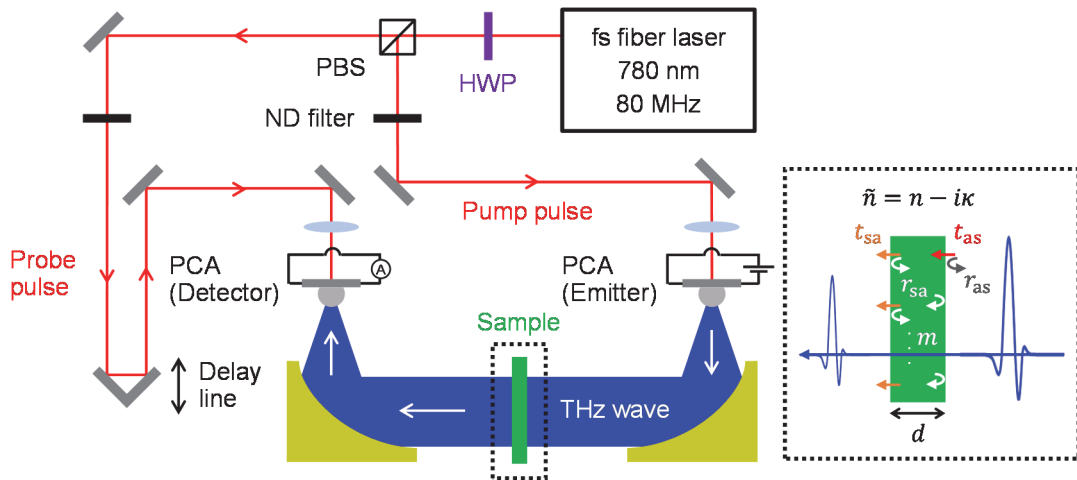 fs fiber laser
780 nm
80 MHz
PBS
HWP
ND filter
Pump pulse
Probe
pulse
PCA
(Detector)
A
PCA
(Emitter)
Sample
Delay
line
THz wave
ñ = n − iκ
t_sa
t_as
r_sa
r_as
m
d